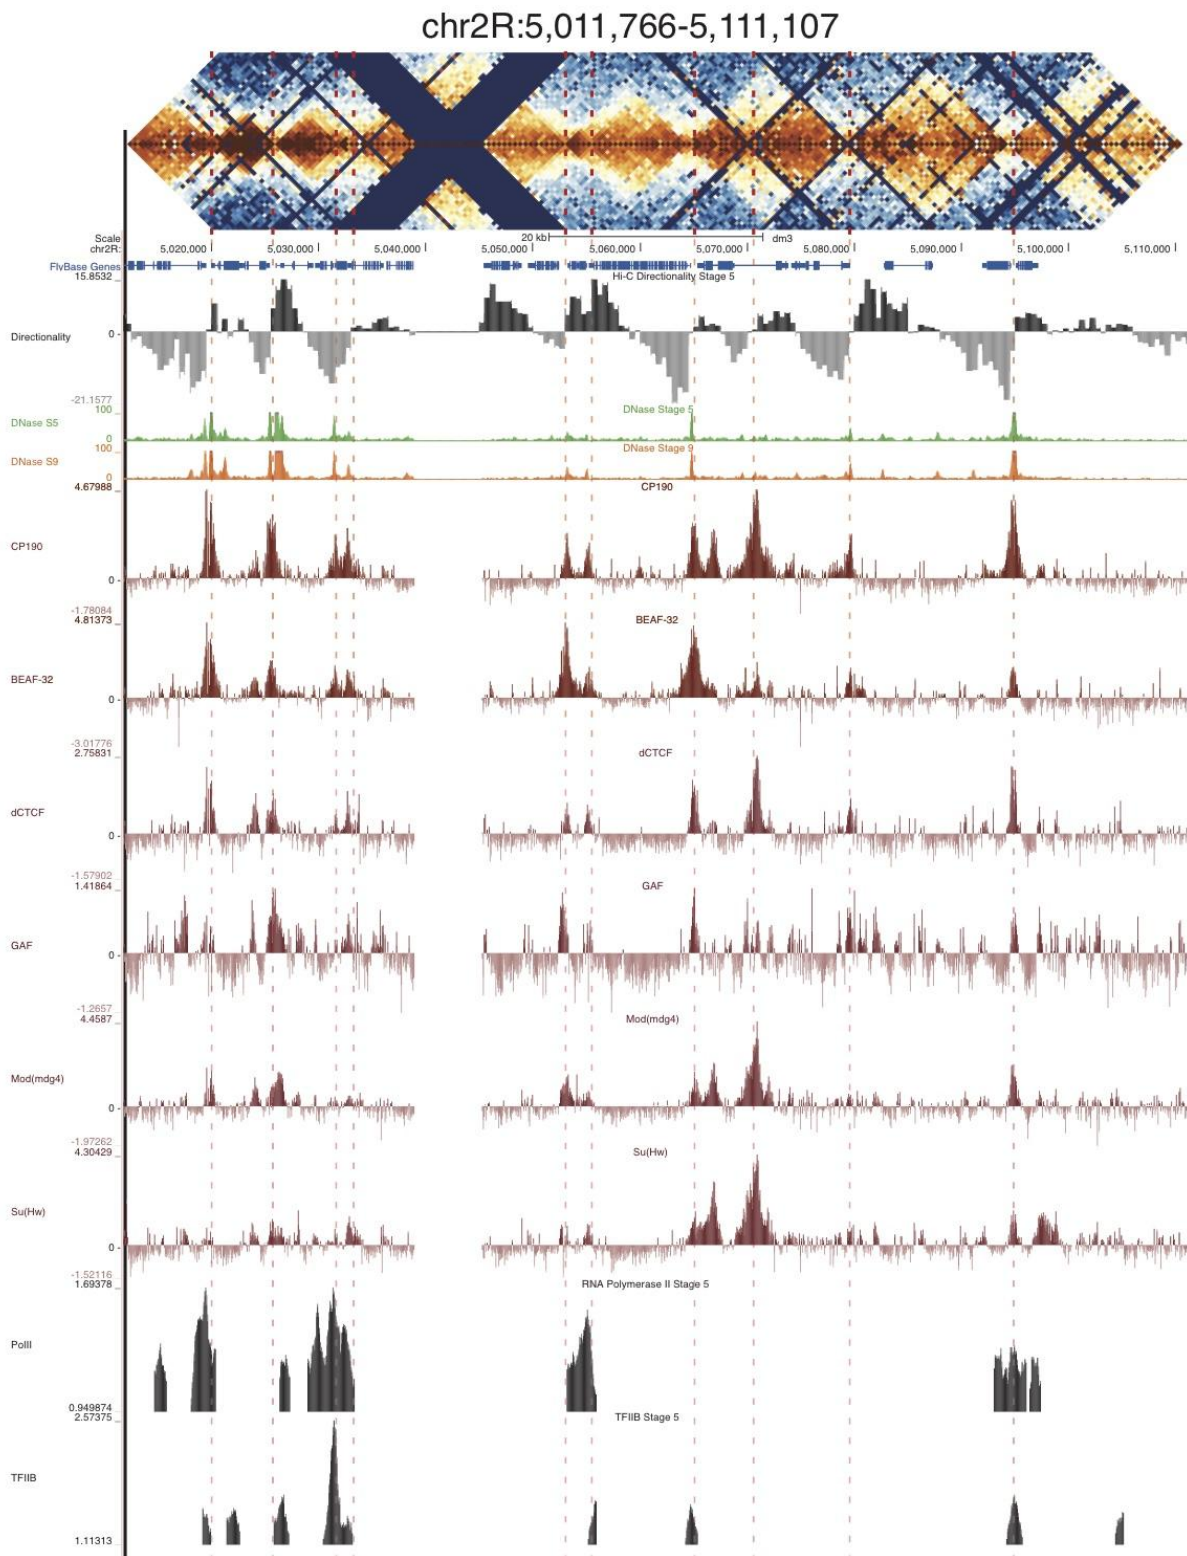 chr2R:5,011,766-5,111,107
Scale
20 kb
dm3
chr2R:
5,020,000
5,030,000
5,040,000
5,050,000
5,060,000
5,070,000
5,080,000
5,090,000
5,100,000
5,110,000
FlyBase Genes
15.8532
Hi-C Directionality Stage 5
Directionality
0
-21.1577
100
DNase Stage 5
DNase S5
0
100
DNase Stage 9
DNase S9
0
4.67988
CP190
CP190
0
-1.78084
4.81373
BEAF-32
BEAF-32
0
-3.01776
2.75831
dCTCF
dCTCF
0
-1.57902
1.41864
GAF
GAF
0
-1.2657
4.4587
Mod(mdg4)
Mod(mdg4)
0
-1.97262
4.30429
Su(Hw)
Su(Hw)
0
-1.52116
1.69378
RNA Polymerase II Stage 5
PolII
0.949874
2.57375
TFIIB Stage 5
TFIIB
1.11313